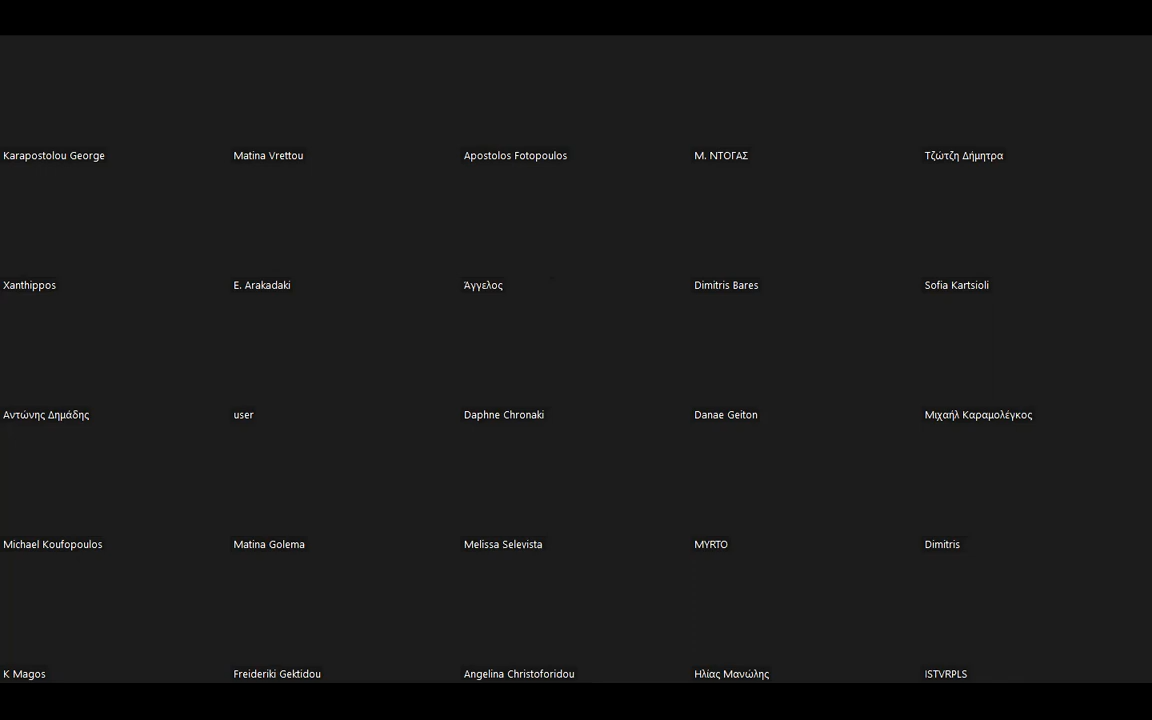 Karapostolou George
Matina Vrettou
Apostolos Fotopoulos
Μ. ΝΤΟΓΑΣ
Τζώτζη Δήμητρα
Xanthippos
E. Arakadaki
Άγγελος
Dimitris Bares
Sofia Kartsioli
Αντώνης Δημάδης
user
Daphne Chronaki
Danae Geiton
Μιχαήλ Καραμολέγκος
Michael Koufopoulos
Matina Golema
Melissa Selevista
MYRTO
Dimitris
K Magos
Freideriki Gektidou
Angelina Christoforidou
Ηλίας Μανώλης
ISTVRPLS